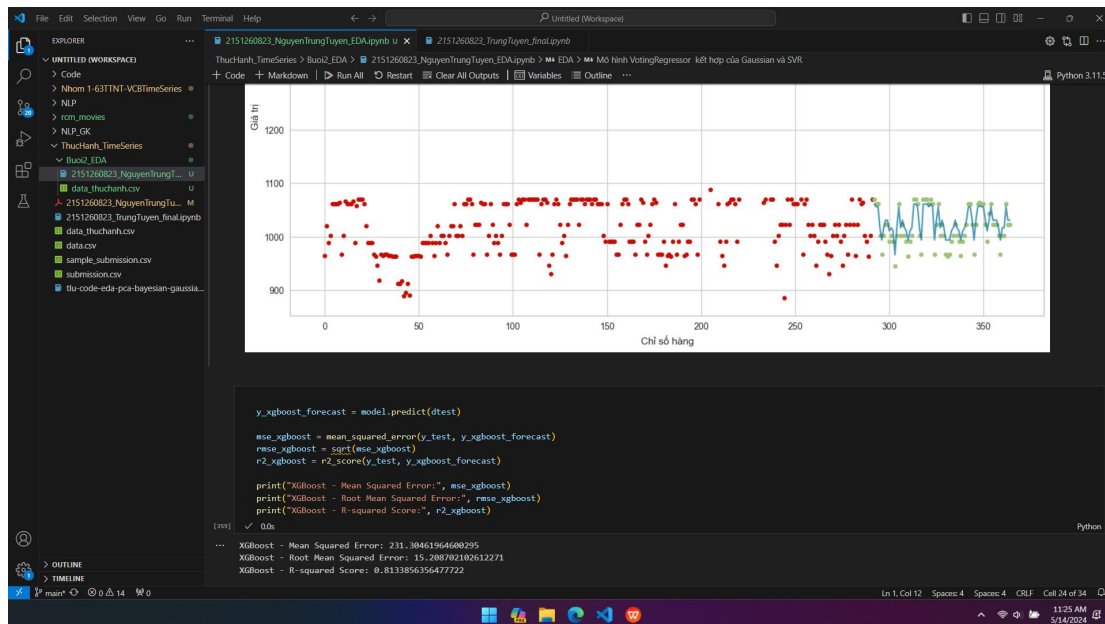 File Edit Selection View Go Run Terminal Help
Untitled (Workspace)
EXPLORER
UNTITLED (WORKSPACE)
Code
Nhom 1-63TTNT-VCBTimeSeries
NLP
rcm_movies
NLP_GK
ThucHanh_TimeSeries
Buoi2_EDA
2151260823_NguyenTrungT... U
data_thuchanh.csv U
2151260823_NguyenTrungTu... M
2151260823_TrungTuyen_final.ipynb
data_thuchanh.csv
data.csv
sample_submission.csv
submission.csv
tlu-code-eda-pca-bayesian-gaussia...
OUTLINE
TIMELINE
20
1
2151260823_NguyenTrungTuyen_EDA.ipynb U
2151260823_TrungTuyen_final.ipynb
ThucHanh_TimeSeries > Buoi2_EDA > 2151260823_NguyenTrungTuyen_EDA.ipynb > M↓ EDA > M↓ Mô hình VotingRegressor kết hợp của Gaussian và SVR
+ Code + Markdown | Run All Restart Clear All Outputs | Variables Outline ...
Python 3.11.5
Giá trị
1200
1100
1000
900
0 50 100 150 200 250 300 350
Chỉ số hàng
y_xgboost_forecast = model.predict(dtest)
mse_xgboost = mean_squared_error(y_test, y_xgboost_forecast)
rmse_xgboost = sqrt(mse_xgboost)
r2_xgboost = r2_score(y_test, y_xgboost_forecast)
print("XGBoost - Mean Squared Error:", mse_xgboost)
print("XGBoost - Root Mean Squared Error:", rmse_xgboost)
print("XGBoost - R-squared Score:", r2_xgboost)
[359] ✓ 0.0s
Python
... XGBoost - Mean Squared Error: 231.30461964600295
XGBoost - Root Mean Squared Error: 15.208702102612271
XGBoost - R-squared Score: 0.8133856356477722
main* 0 14 0
Ln 1, Col 12 Spaces: 4 Spaces: 4 CRLF Cell 24 of 34
11:25 AM
5/14/2024